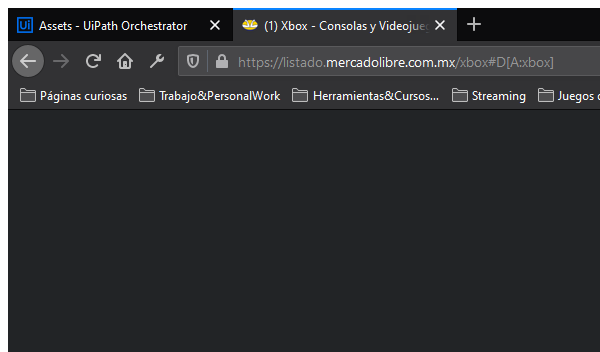 Ui Assets - UiPath Orchestrator
(1) Xbox - Consolas y Videojueg
https://listado.mercadolibre.com.mx/xbox#D[A:xbox]
Páginas curiosas Trabajo&PersonalWork Herramientas&Cursos... Streaming Juegos